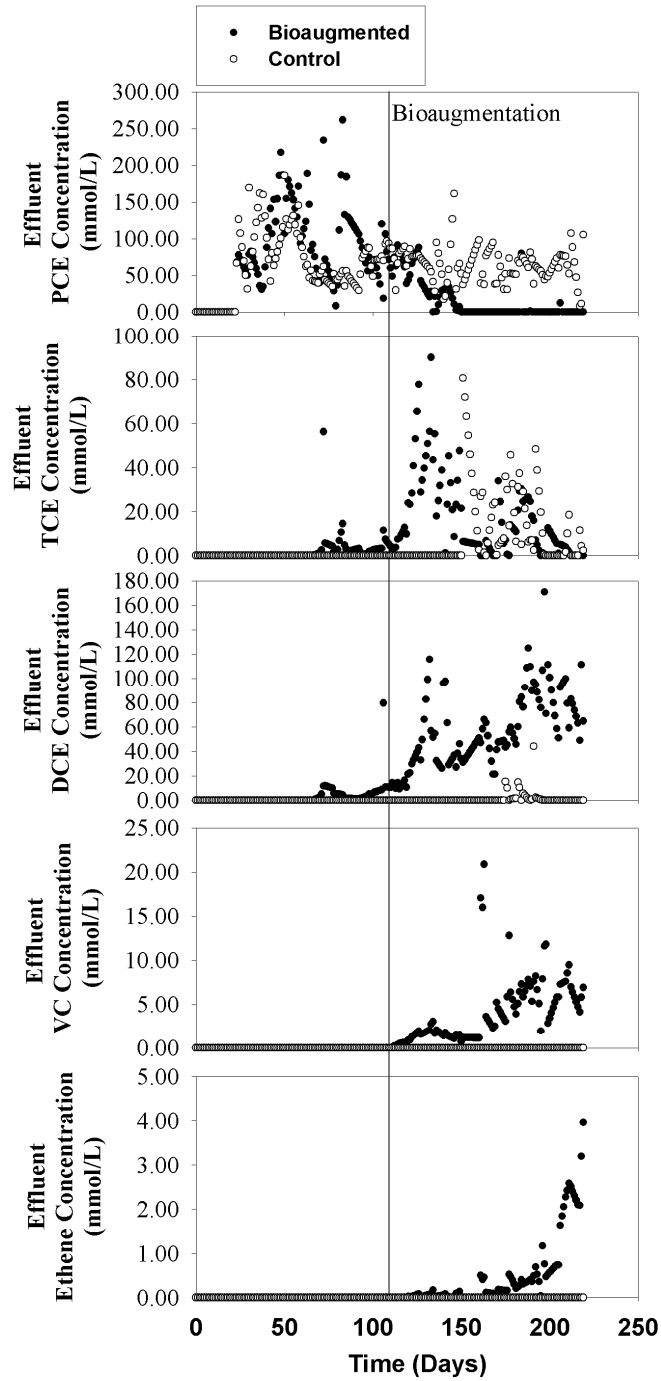 Bioaugmented
Control
Effluent
PCE Concentration
(mmol/L)
300.00
250.00
200.00
150.00
100.00
50.00
0.00
Bioaugmentation
Effluent
TCE Concentration
(mmol/L)
100.00
80.00
60.00
40.00
20.00
0.00
Effluent
DCE Concentration
(mmol/L)
180.00
160.00
140.00
120.00
100.00
80.00
60.00
40.00
20.00
0.00
Effluent
VC Concentration
(mmol/L)
25.00
20.00
15.00
10.00
5.00
0.00
Effluent
Ethene Concentration
(mmol/L)
5.00
4.00
3.00
2.00
1.00
0.00
0 50 100 150 200 250
Time (Days)